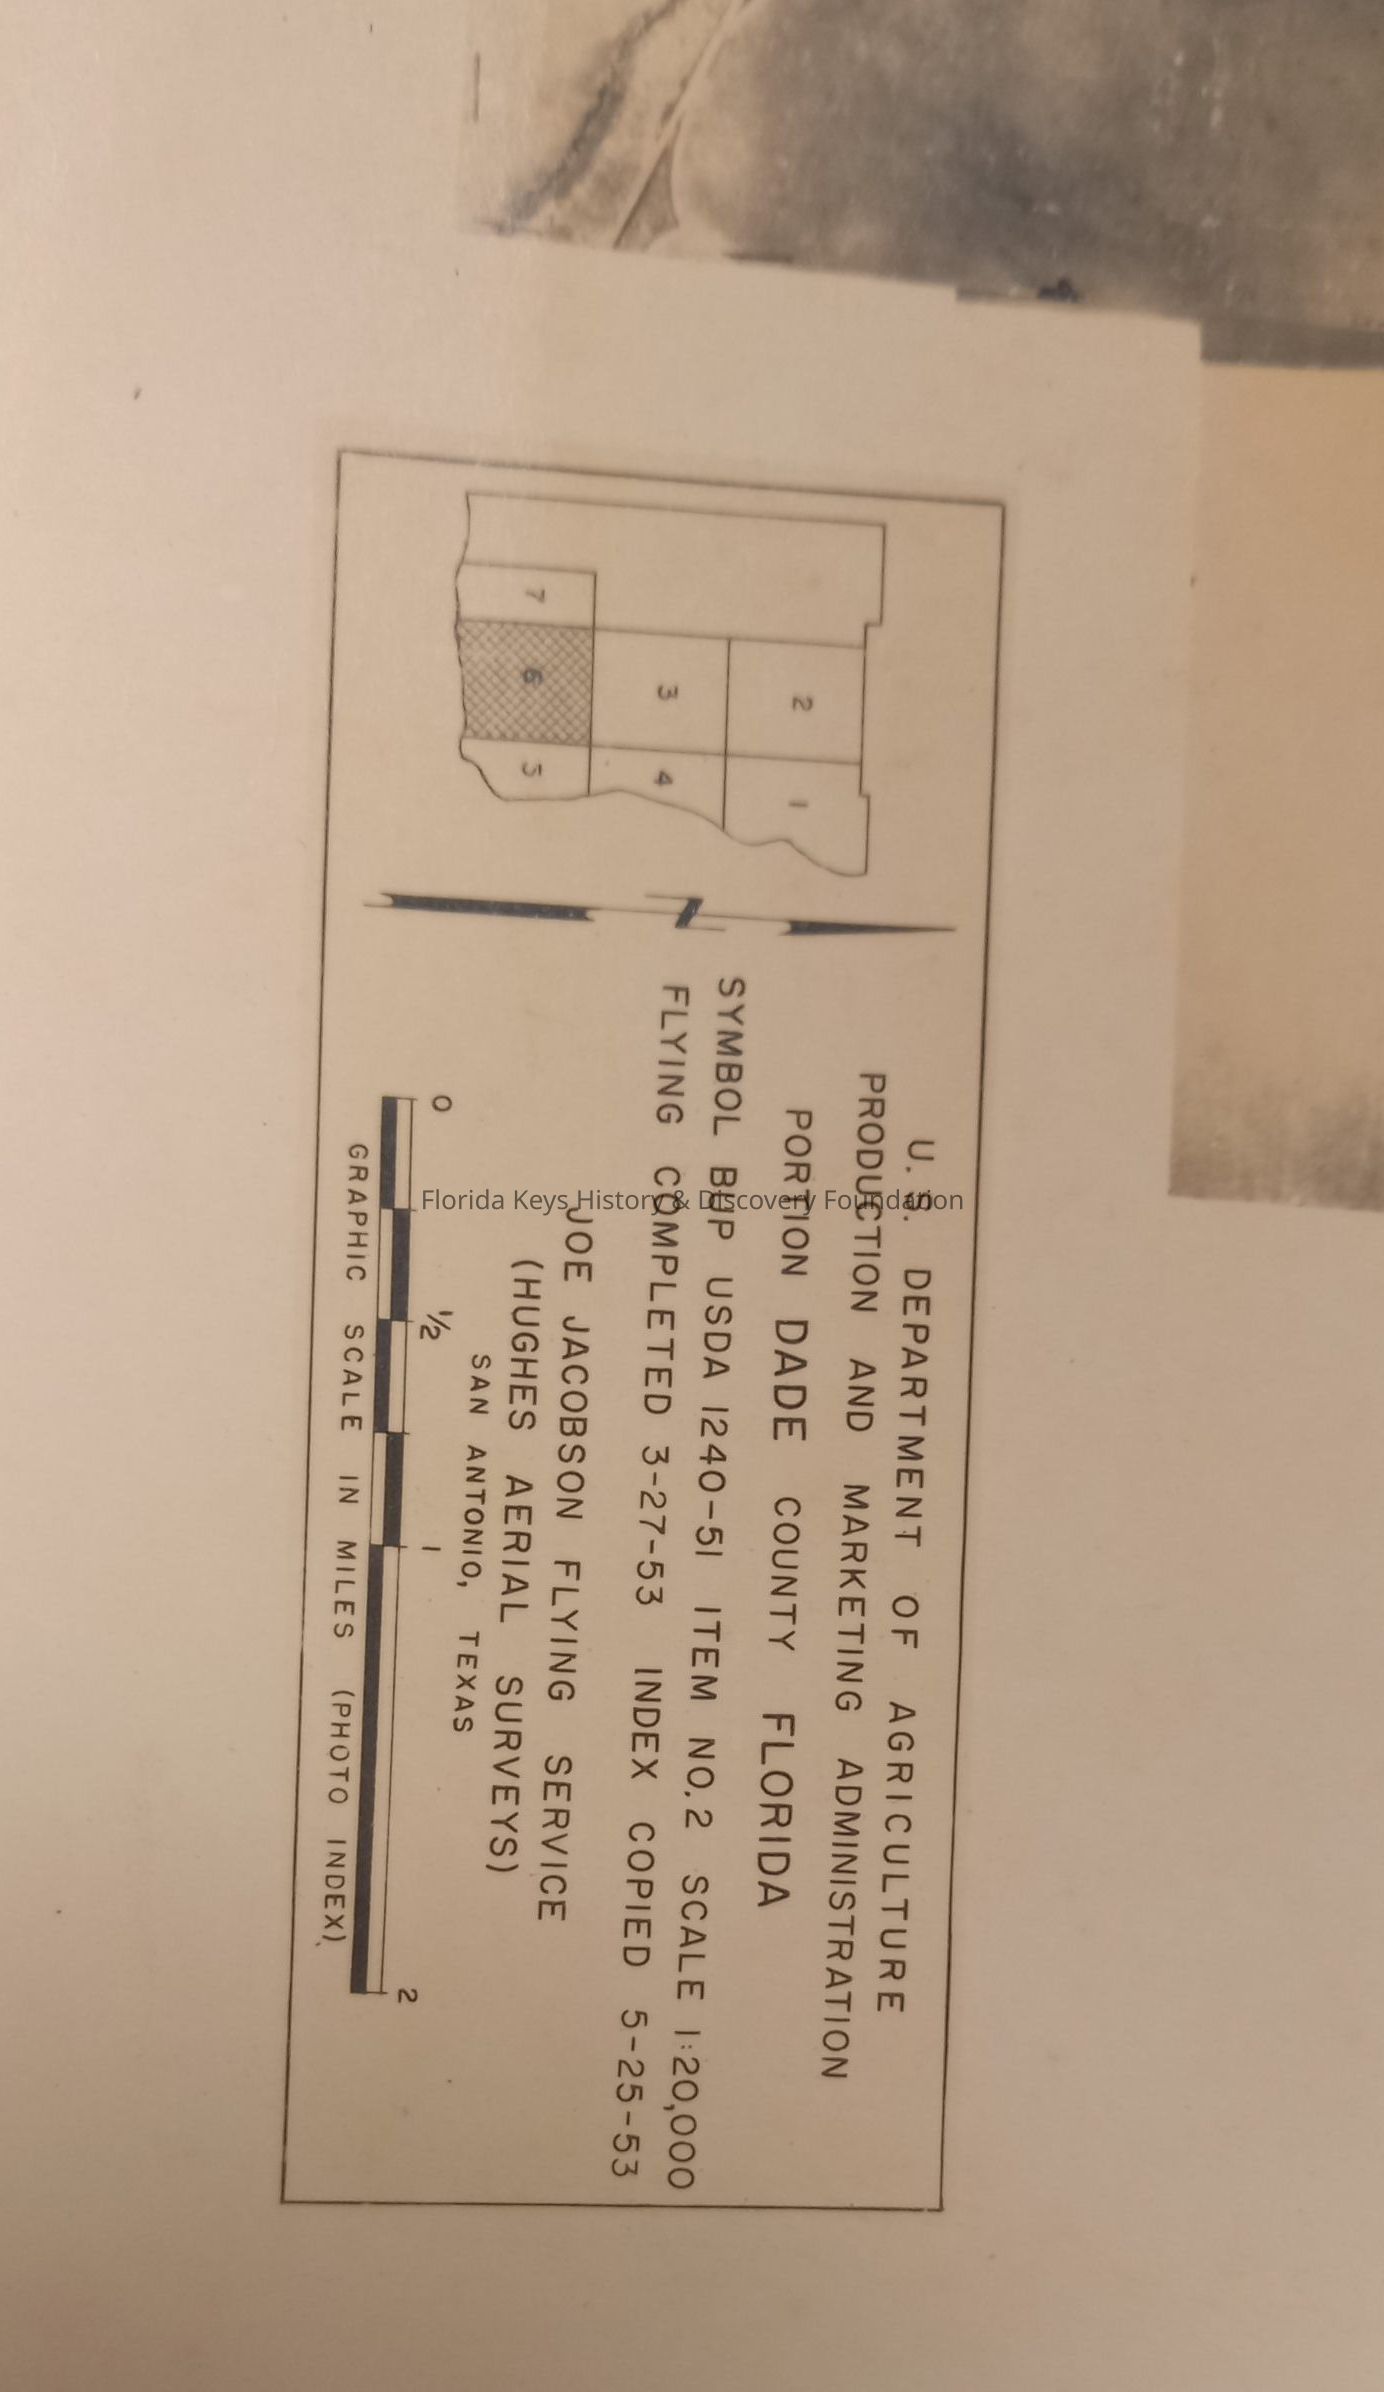 U. S. DEPARTMENT OF AGRICULTURE
PRODUCTION AND MARKETING ADMINISTRATION
PORTION DADE COUNTY FLORIDA
SYMBOL BUP USDA 1240-51 ITEM NO. 2 SCALE 1:20,000
FLYING COMPLETED 3-27-53 INDEX COPIED 5-25-53
JOE JACOBSON FLYING SERVICE
(HUGHES AERIAL SURVEYS)
SAN ANTONIO, TEXAS
0 1/2 1 2
GRAPHIC SCALE IN MILES (PHOTO INDEX)
2 1
3 4
7 6 5
N
Florida Keys History & Discovery Foundation